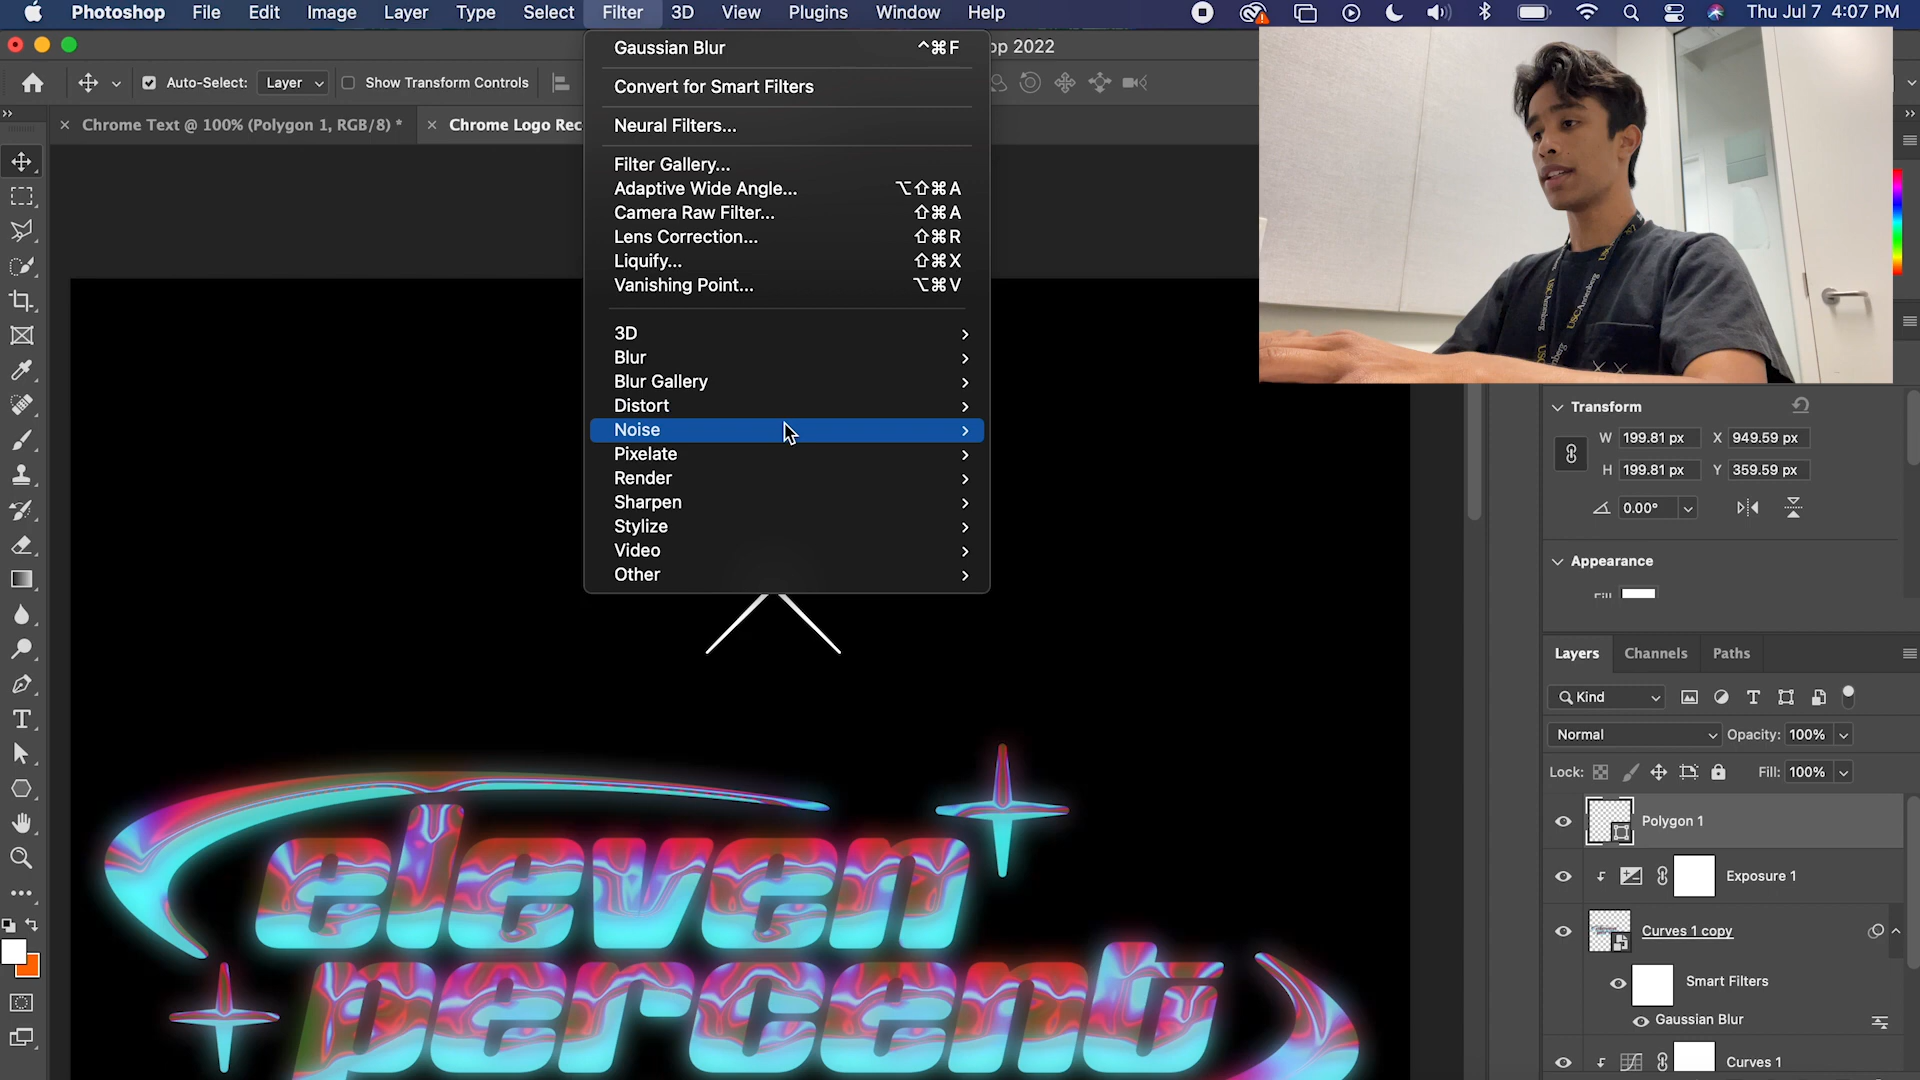 Photoshop File Edit Image Layer Type Select Filter 3D View Plugins Window Help Thu Jul 7 4:07 PM
op 2022
Auto-Select: Layer Show Transform Controls
Chrome Text @ 100% (Polygon 1, RGB/8) * Chrome Logo Rec
Gaussian Blur ^⌘F
Convert for Smart Filters
Neural Filters...
Filter Gallery...
Adaptive Wide Angle... ⌥⇧⌘A
Camera Raw Filter... ⇧⌘A
Lens Correction... ⇧⌘R
Liquify... ⇧⌘X
Vanishing Point... ⌥⌘V
3D
Blur
Blur Gallery
Distort
Noise
Pixelate
Render
Sharpen
Stylize
Video
Other
USC Annenberg
USC Annenberg
Transform
W 199.81 px X 949.59 px
H 199.81 px Y 359.59 px
0.00°
Appearance
Layers Channels Paths
Kind
Normal Opacity: 100%
Lock: Fill: 100%
Polygon 1
Exposure 1
Curves 1 copy
Smart Filters
Gaussian Blur
Curves 1
eleven
percent